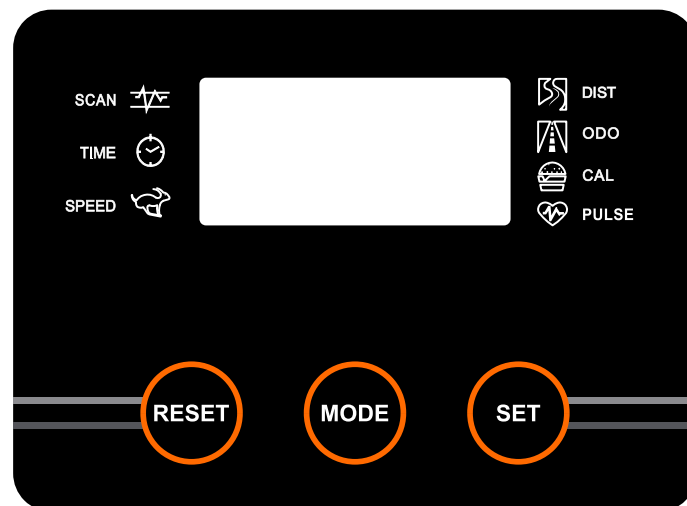 SCAN
TIME
SPEED
DIST
ODO
CAL
PULSE
RESET
MODE
SET